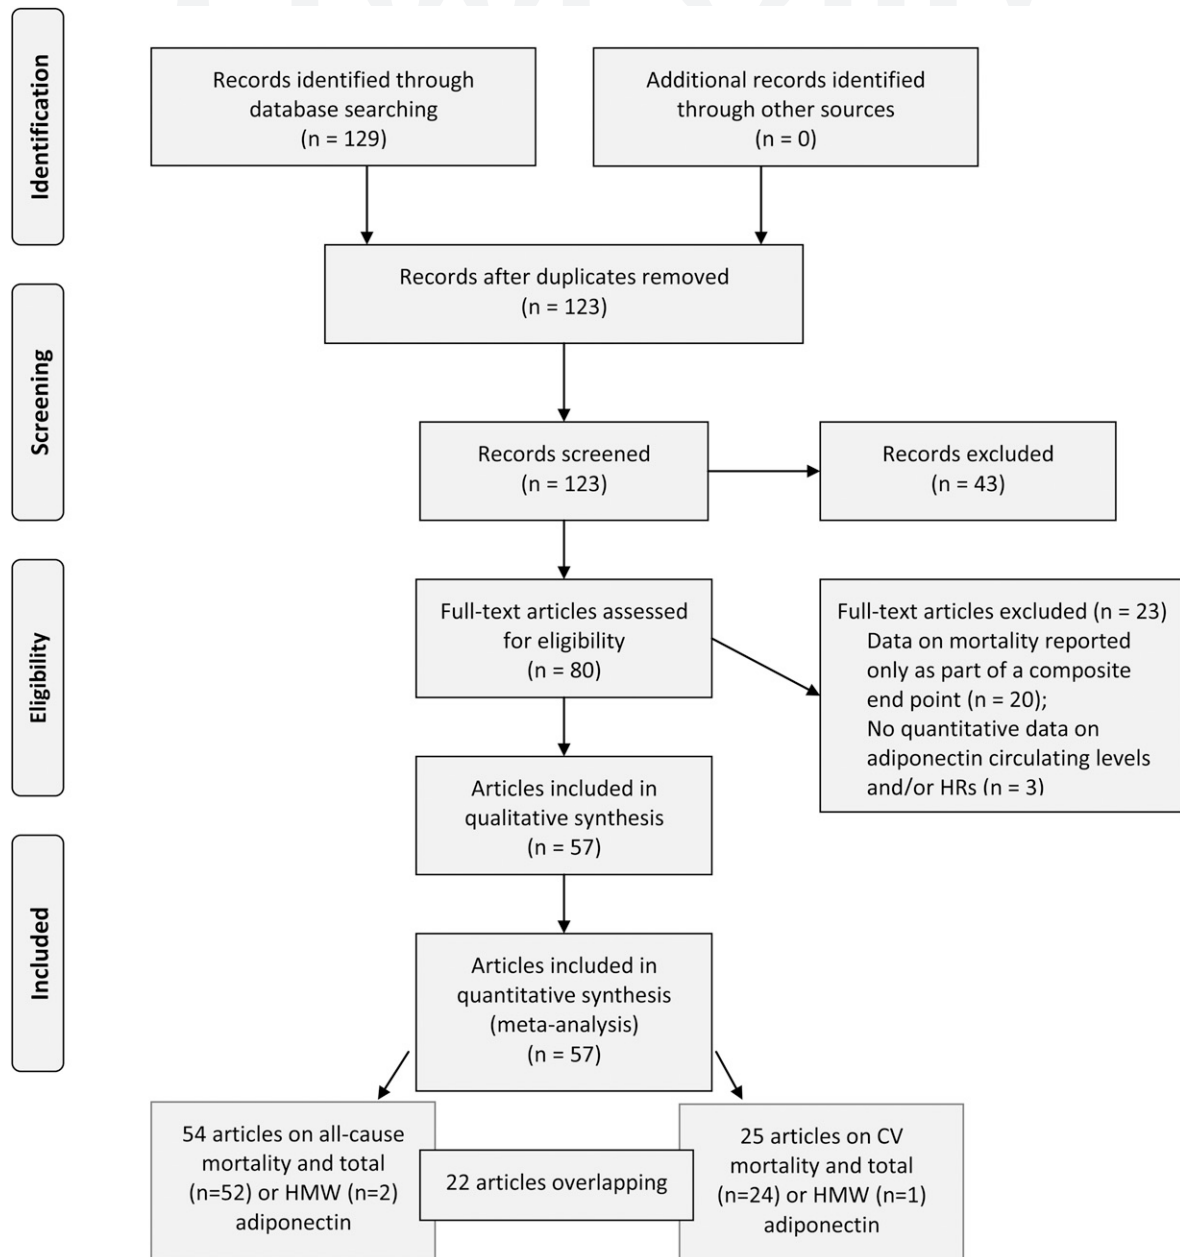 Identification
Records identified through
database searching
(n = 129)
Additional records identified
through other sources
(n = 0)
Records after duplicates removed
(n = 123)
Screening
Records screened
(n = 123)
Records excluded
(n = 43)
Eligibility
Full-text articles assessed
for eligibility
(n = 80)
Full-text articles excluded (n = 23)
Data on mortality reported
only as part of a composite
end point (n = 20);
No quantitative data on
adiponectin circulating levels
and/or HRs (n = 3)
Articles included in
qualitative synthesis
(n = 57)
Included
Articles included in
quantitative synthesis
(meta-analysis)
(n = 57)
54 articles on all-cause
mortality and total
(n=52) or HMW (n=2)
adiponectin
22 articles overlapping
25 articles on CV
mortality and total
(n=24) or HMW (n=1)
adiponectin